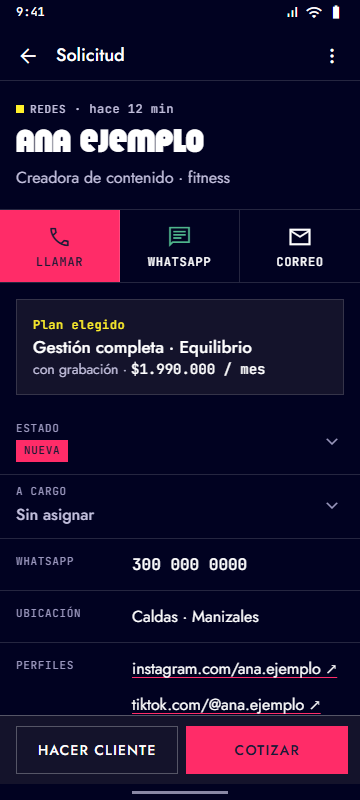 9:41
Solicitud
REDES · hace 12 min
ANA EJEMPLO
Creadora de contenido · fitness
LLAMAR
WHATSAPP
CORREO
Plan elegido
Gestión completa · Equilibrio
con grabación · $1.990.000 / mes
ESTADO
NUEVA
A CARGO
Sin asignar
WHATSAPP
300 000 0000
UBICACIÓN
Caldas · Manizales
PERFILES
instagram.com/ana.ejemplo ↗
tiktok.com/@ana.ejemplo ↗
HACER CLIENTE
COTIZAR